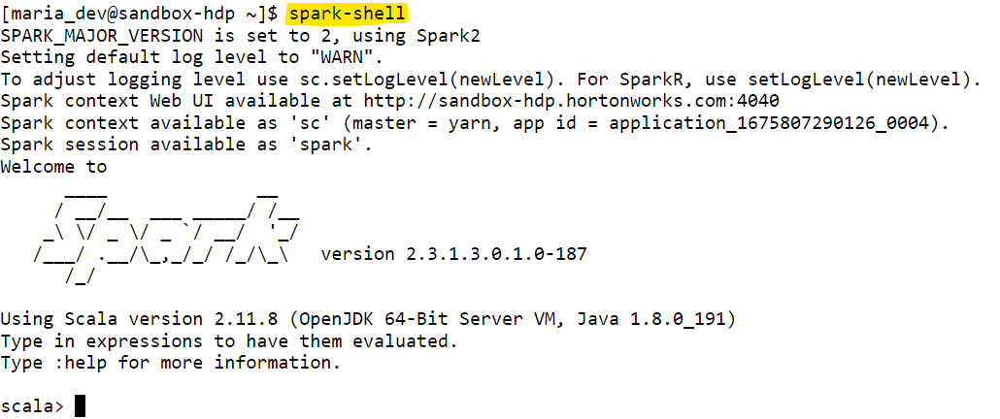 [maria_dev@sandbox-hdp ~]$ spark-shell
SPARK_MAJOR_VERSION is set to 2, using Spark2
Setting default log level to "WARN".
To adjust logging level use sc.setLogLevel(newLevel). For SparkR, use setLogLevel(newLevel).
Spark context Web UI available at http://sandbox-hdp.hortonworks.com:4040
Spark context available as 'sc' (master = yarn, app id = application_1675807290126_0004).
Spark session available as 'spark'.
Welcome to
      ____              __
     / __/__  ___ _____/ /__
    _\ \/ _ \/ _ `/ __/  '_/
   /___/ .__/\_,_/_/ /_/\_\   version 2.3.1.3.0.1.0-187
      /_/
Using Scala version 2.11.8 (OpenJDK 64-Bit Server VM, Java 1.8.0_191)
Type in expressions to have them evaluated.
Type :help for more information.
scala>